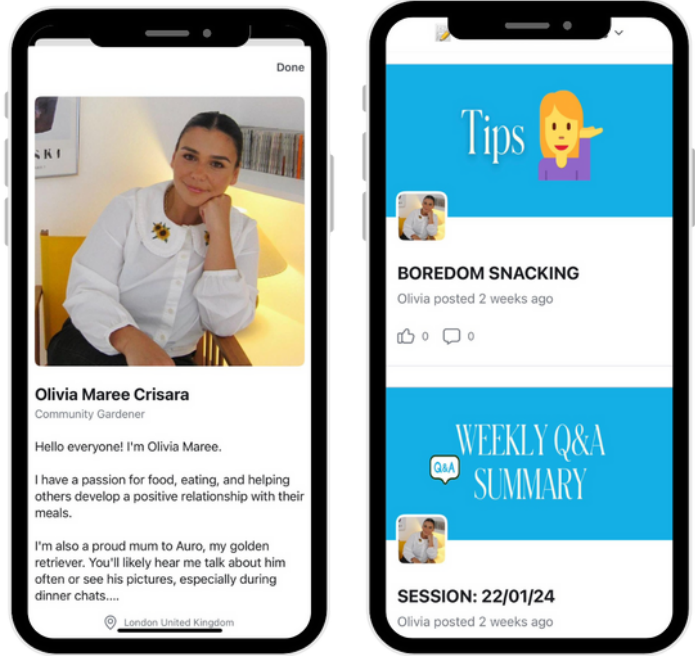 Done
SKI
Olivia Maree Crisara
Community Gardener
Hello everyone! I'm Olivia Maree.
I have a passion for food, eating, and helping
others develop a positive relationship with their
meals.
I'm also a proud mum to Auro, my golden
retriever. You'll likely hear me talk about him
often or see his pictures, especially during
dinner chats....
London United Kingdom
Tips
BOREDOM SNACKING
Olivia posted 2 weeks ago
0 0
WEEKLY Q&A
Q&A
SUMMARY
SESSION: 22/01/24
Olivia posted 2 weeks ago